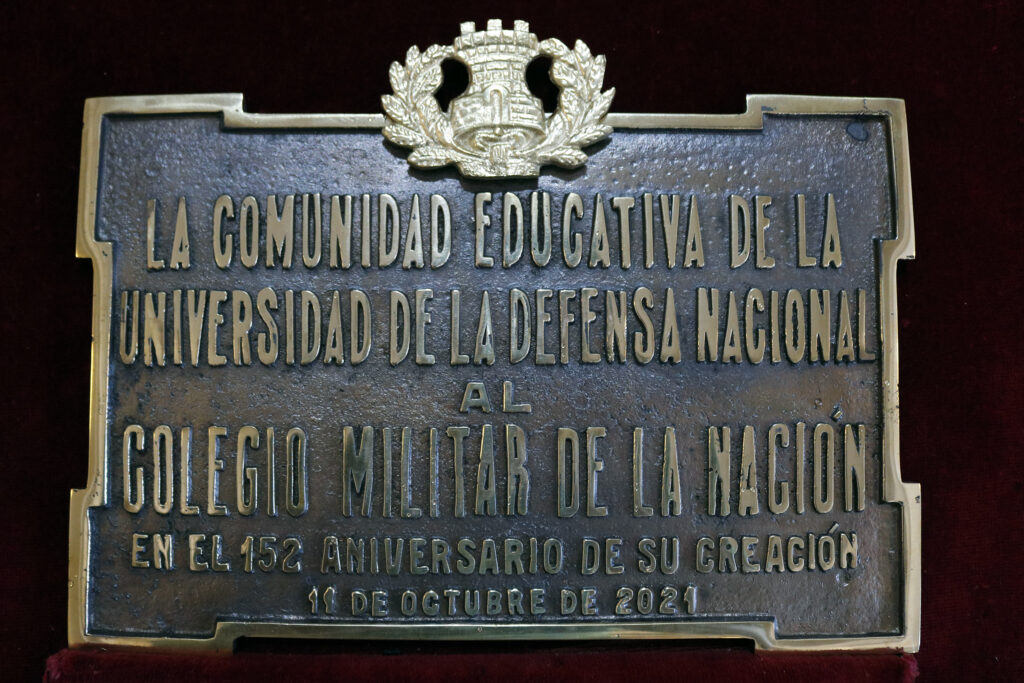 LA COMUNIDAD EDUCATIVA DE LA
UNIVERSIDAD DE LA DEFENSA NACIONAL
AL
COLEGIO MILITAR DE LA NACIÓN
EN EL 152 ANIVERSARIO DE SU CREACIÓN
11 DE OCTUBRE DE 2021